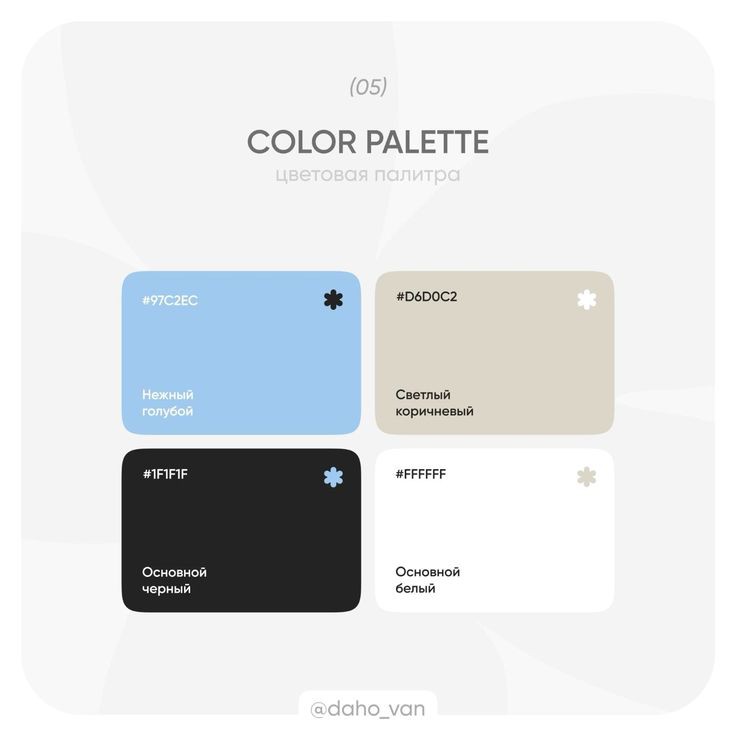 (05)
COLOR PALETTE
цветовая палитра
#97C2EC
Нежный
голубой
#D6D0C2
Светлый
коричневый
#1F1F1F
Основной
черный
#FFFFFF
Основной
белый
@daho_van